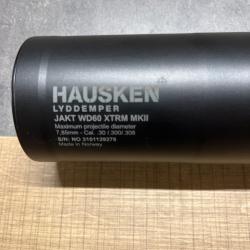 HAUSKEN
LYDDEMPER
JAKT WD60 XTRM MKII
Maximum projectile diameter
7,85mm - Cal. .30 /.300/.308
S/N: NO 3101129275
Made in Norway